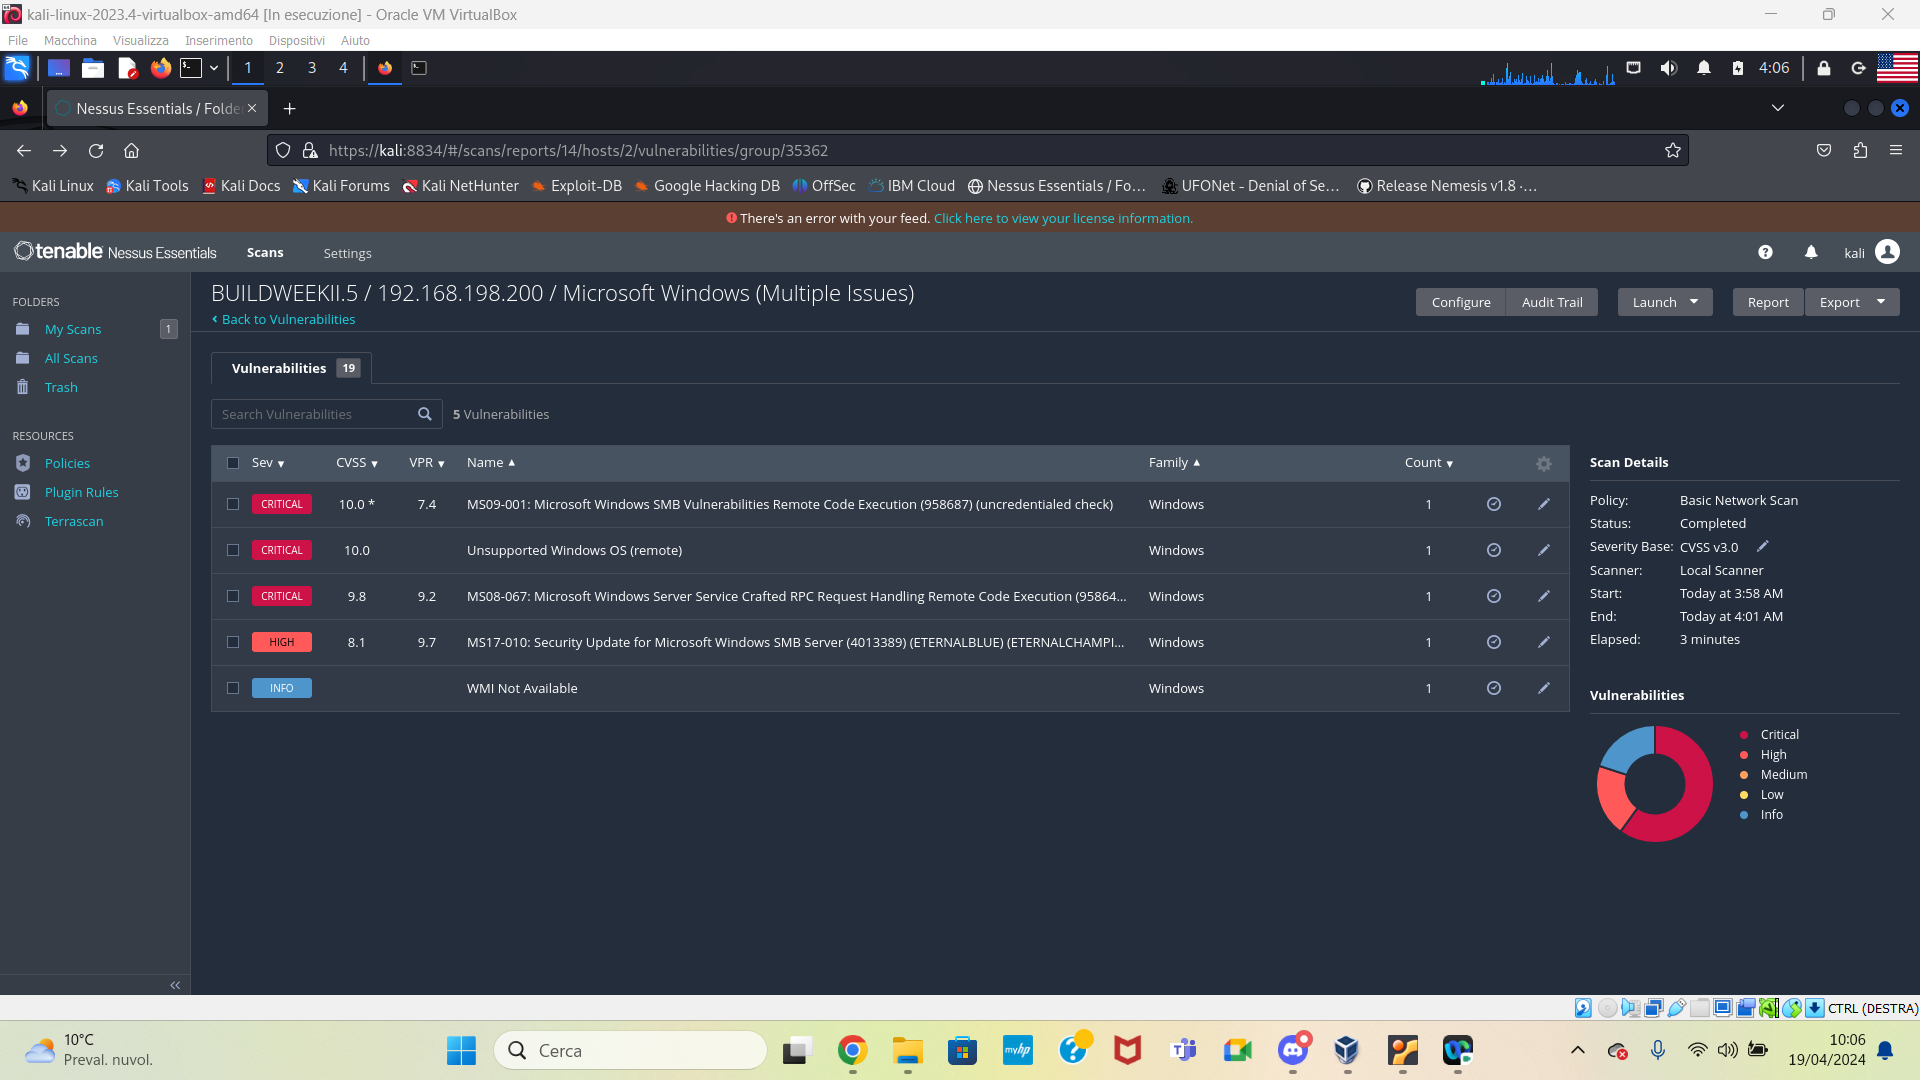 kali-linux-2023.4-virtualbox-amd64 [In esecuzione] - Oracle VM VirtualBox
File Macchina Visualizza Inserimento Dispositivi Aiuto
1 2 3 4 4:06
Nessus Essentials / Folde
https://kali:8834/#/scans/reports/14/hosts/2/vulnerabilities/group/35362
Kali Linux Kali Tools Kali Docs Kali Forums Kali NetHunter Exploit-DB Google Hacking DB OffSec IBM Cloud Nessus Essentials / Fo... UFONet - Denial of Se... Release Nemesis v1.8 ·...
There's an error with your feed. Click here to view your license information.
tenable Nessus Essentials Scans Settings kali
FOLDERS
My Scans 1
All Scans
Trash
RESOURCES
Policies
Plugin Rules
Terrascan
BUILDWEEKII.5 / 192.168.198.200 / Microsoft Windows (Multiple Issues)
Back to Vulnerabilities
Configure Audit Trail Launch Report Export
Vulnerabilities 19
Search Vulnerabilities 5 Vulnerabilities
Sev CVSS VPR Name Family Count
CRITICAL 10.0 * 7.4 MS09-001: Microsoft Windows SMB Vulnerabilities Remote Code Execution (958687) (uncredentialed check) Windows 1
CRITICAL 10.0 Unsupported Windows OS (remote) Windows 1
CRITICAL 9.8 9.2 MS08-067: Microsoft Windows Server Service Crafted RPC Request Handling Remote Code Execution (95864... Windows 1
HIGH 8.1 9.7 MS17-010: Security Update for Microsoft Windows SMB Server (4013389) (ETERNALBLUE) (ETERNALCHAMPI... Windows 1
INFO WMI Not Available Windows 1
Scan Details
Policy: Basic Network Scan
Status: Completed
Severity Base: CVSS v3.0
Scanner: Local Scanner
Start: Today at 3:58 AM
End: Today at 4:01 AM
Elapsed: 3 minutes
Vulnerabilities
Critical
High
Medium
Low
Info
CTRL (DESTRA)
10°C
Preval. nuvol.
Cerca
myhp
10:06
19/04/2024